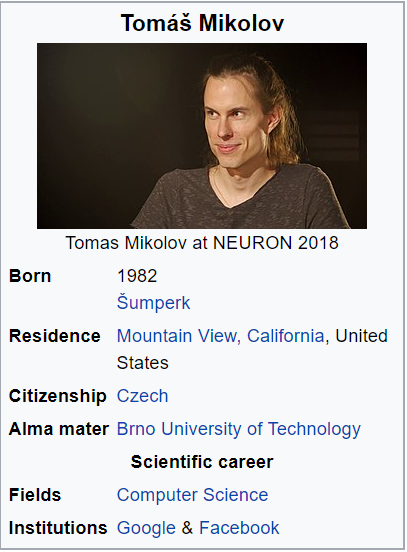 Tomáš Mikolov
Tomas Mikolov at NEURON 2018
Born 1982
Šumperk
Residence Mountain View, California, United
States
Citizenship Czech
Alma mater Brno University of Technology
Scientific career
Fields Computer Science
Institutions Google & Facebook